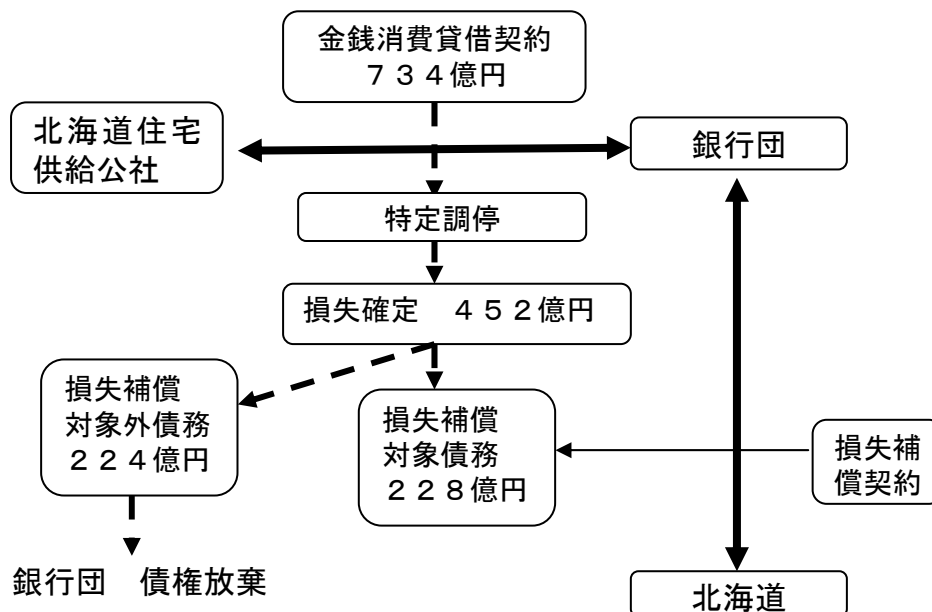 金銭消費貸借契約
７３４億円
北海道住宅
供給公社
銀行団
特定調停
損失確定　４５２億円
損失補償
対象外債務
２２４億円
損失補償
対象債務
２２８億円
損失補
償契約
銀行団　債権放棄
北海道